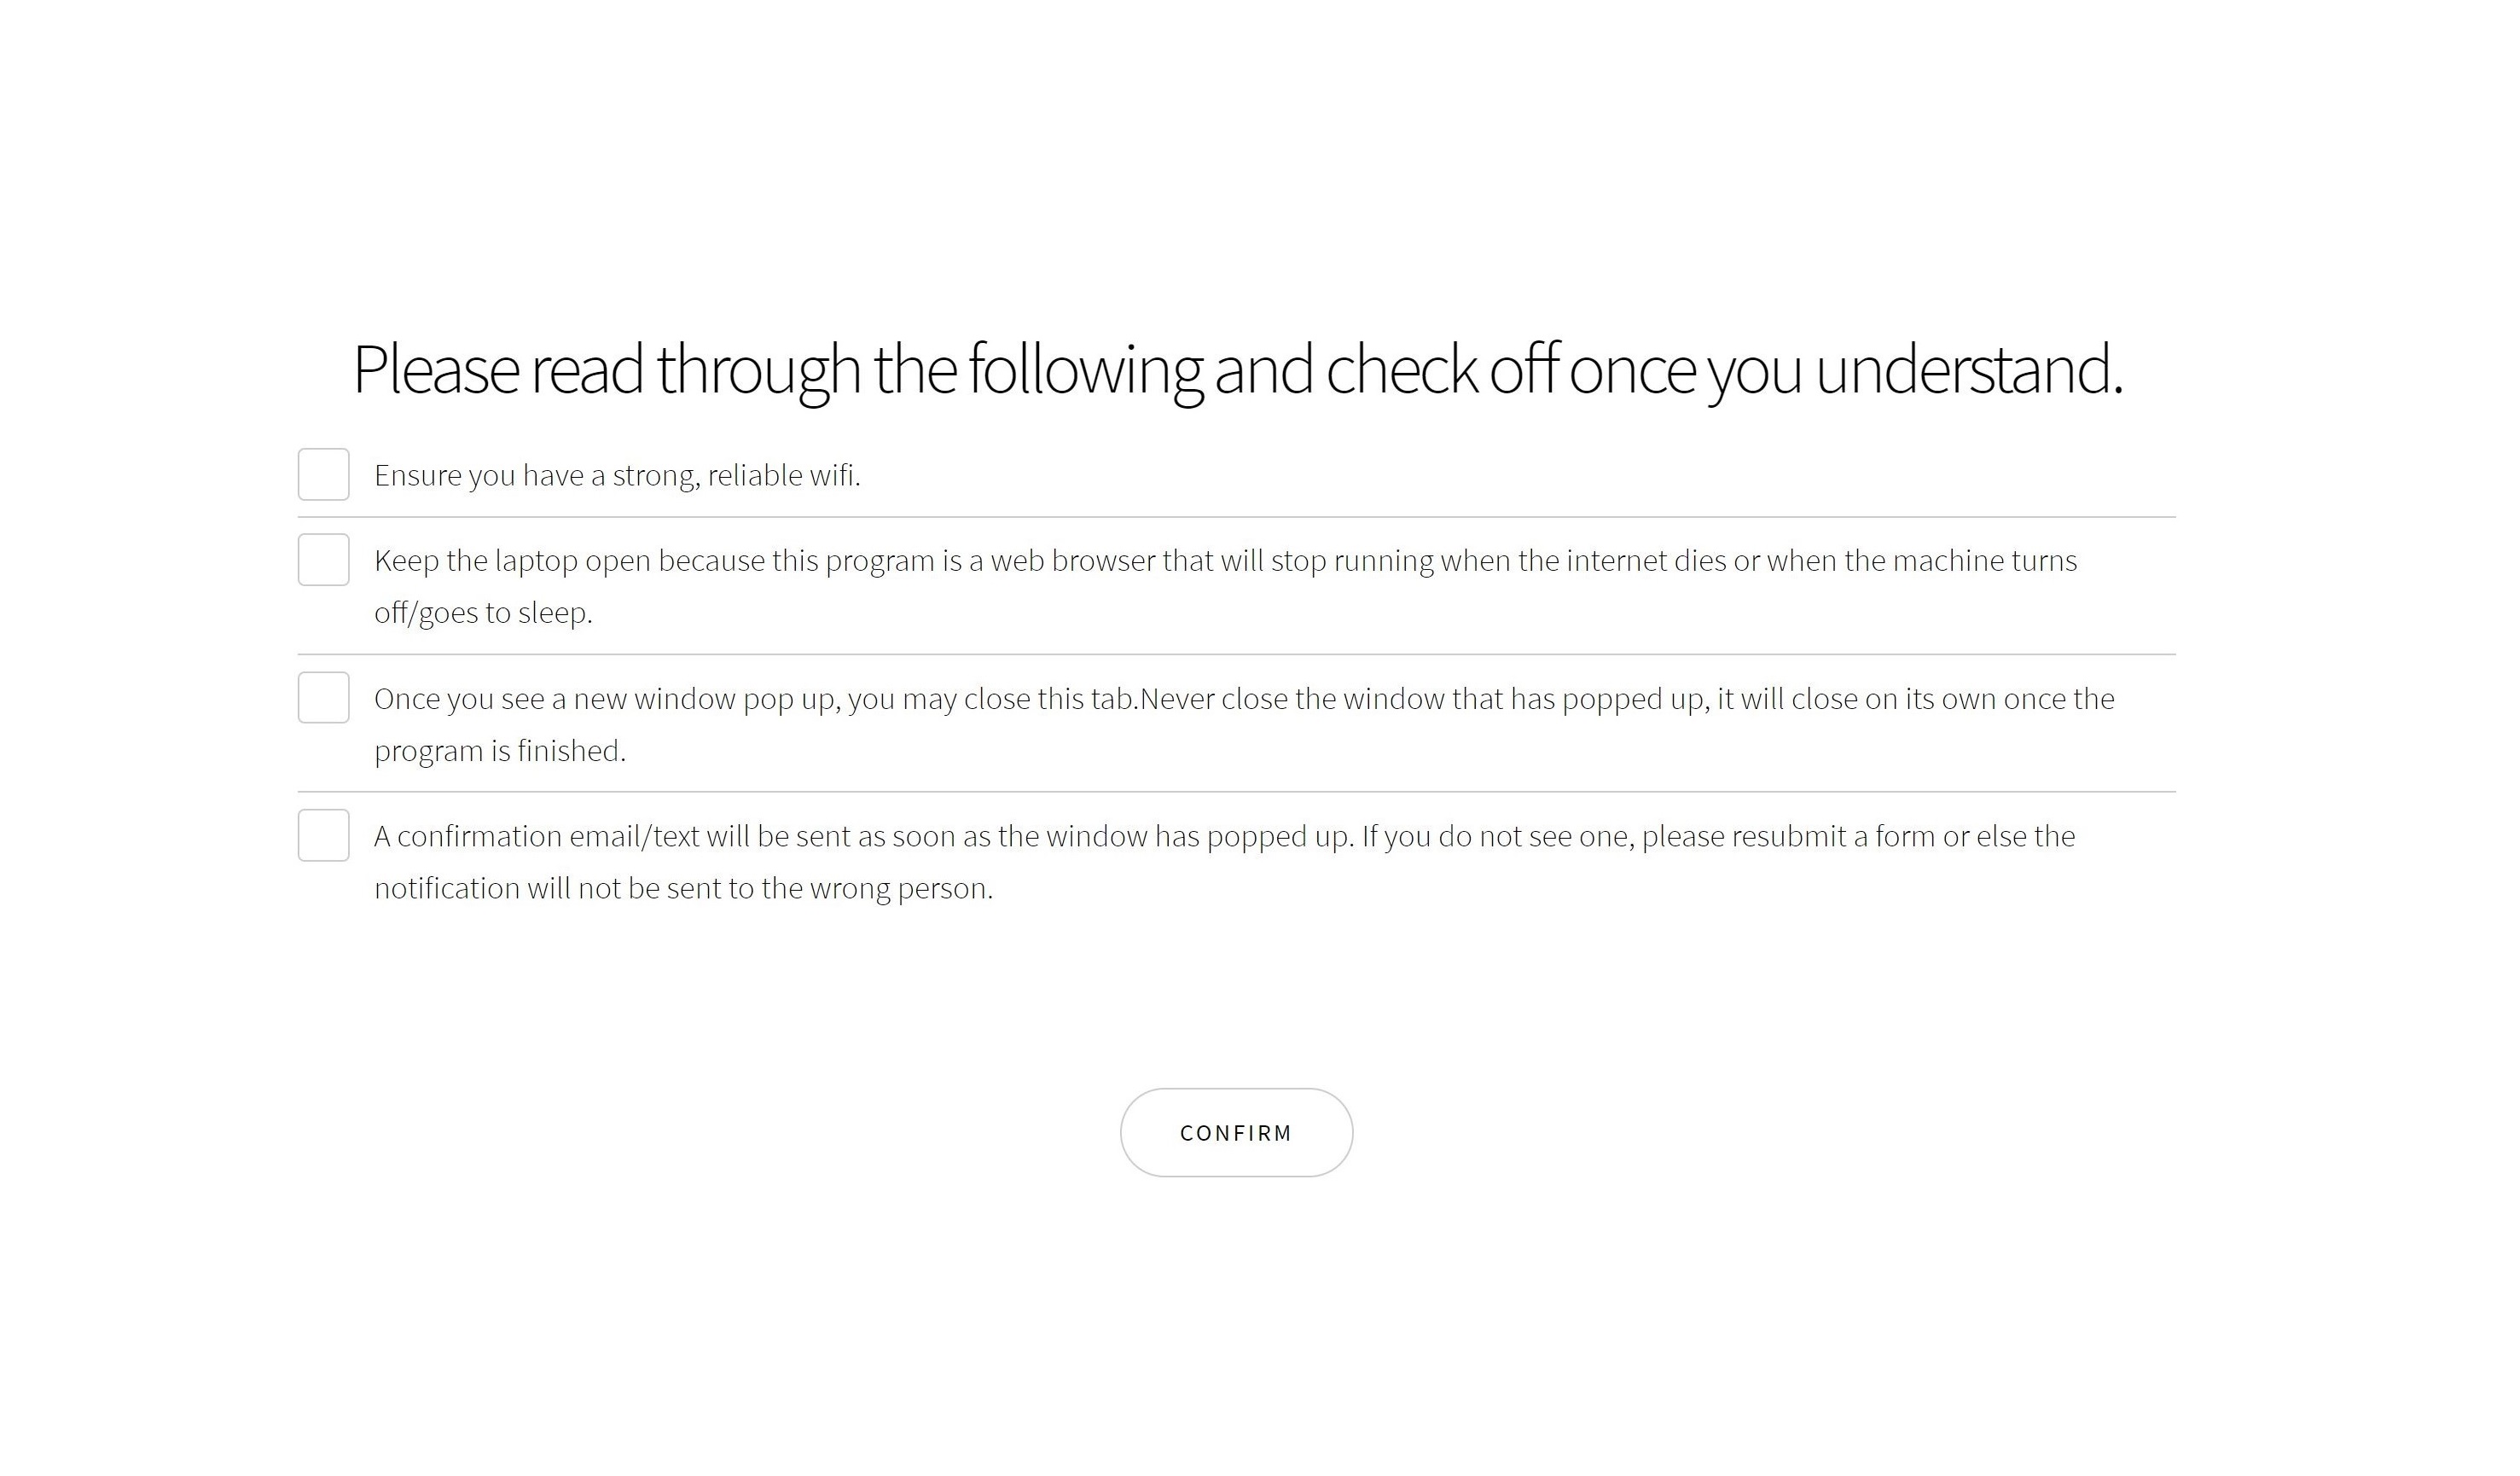 Please read through the following and check off once you understand.
Ensure you have a strong, reliable wifi.
Keep the laptop open because this program is a web browser that will stop running when the internet dies or when the machine turns
off/goes to sleep.
Once you see a new window pop up, you may close this tab.Never close the window that has popped up, it will close on its own once the
program is finished.
A confirmation email/text will be sent as soon as the window has popped up. If you do not see one, please resubmit a form or else the
notification will not be sent to the wrong person.
CONFIRM